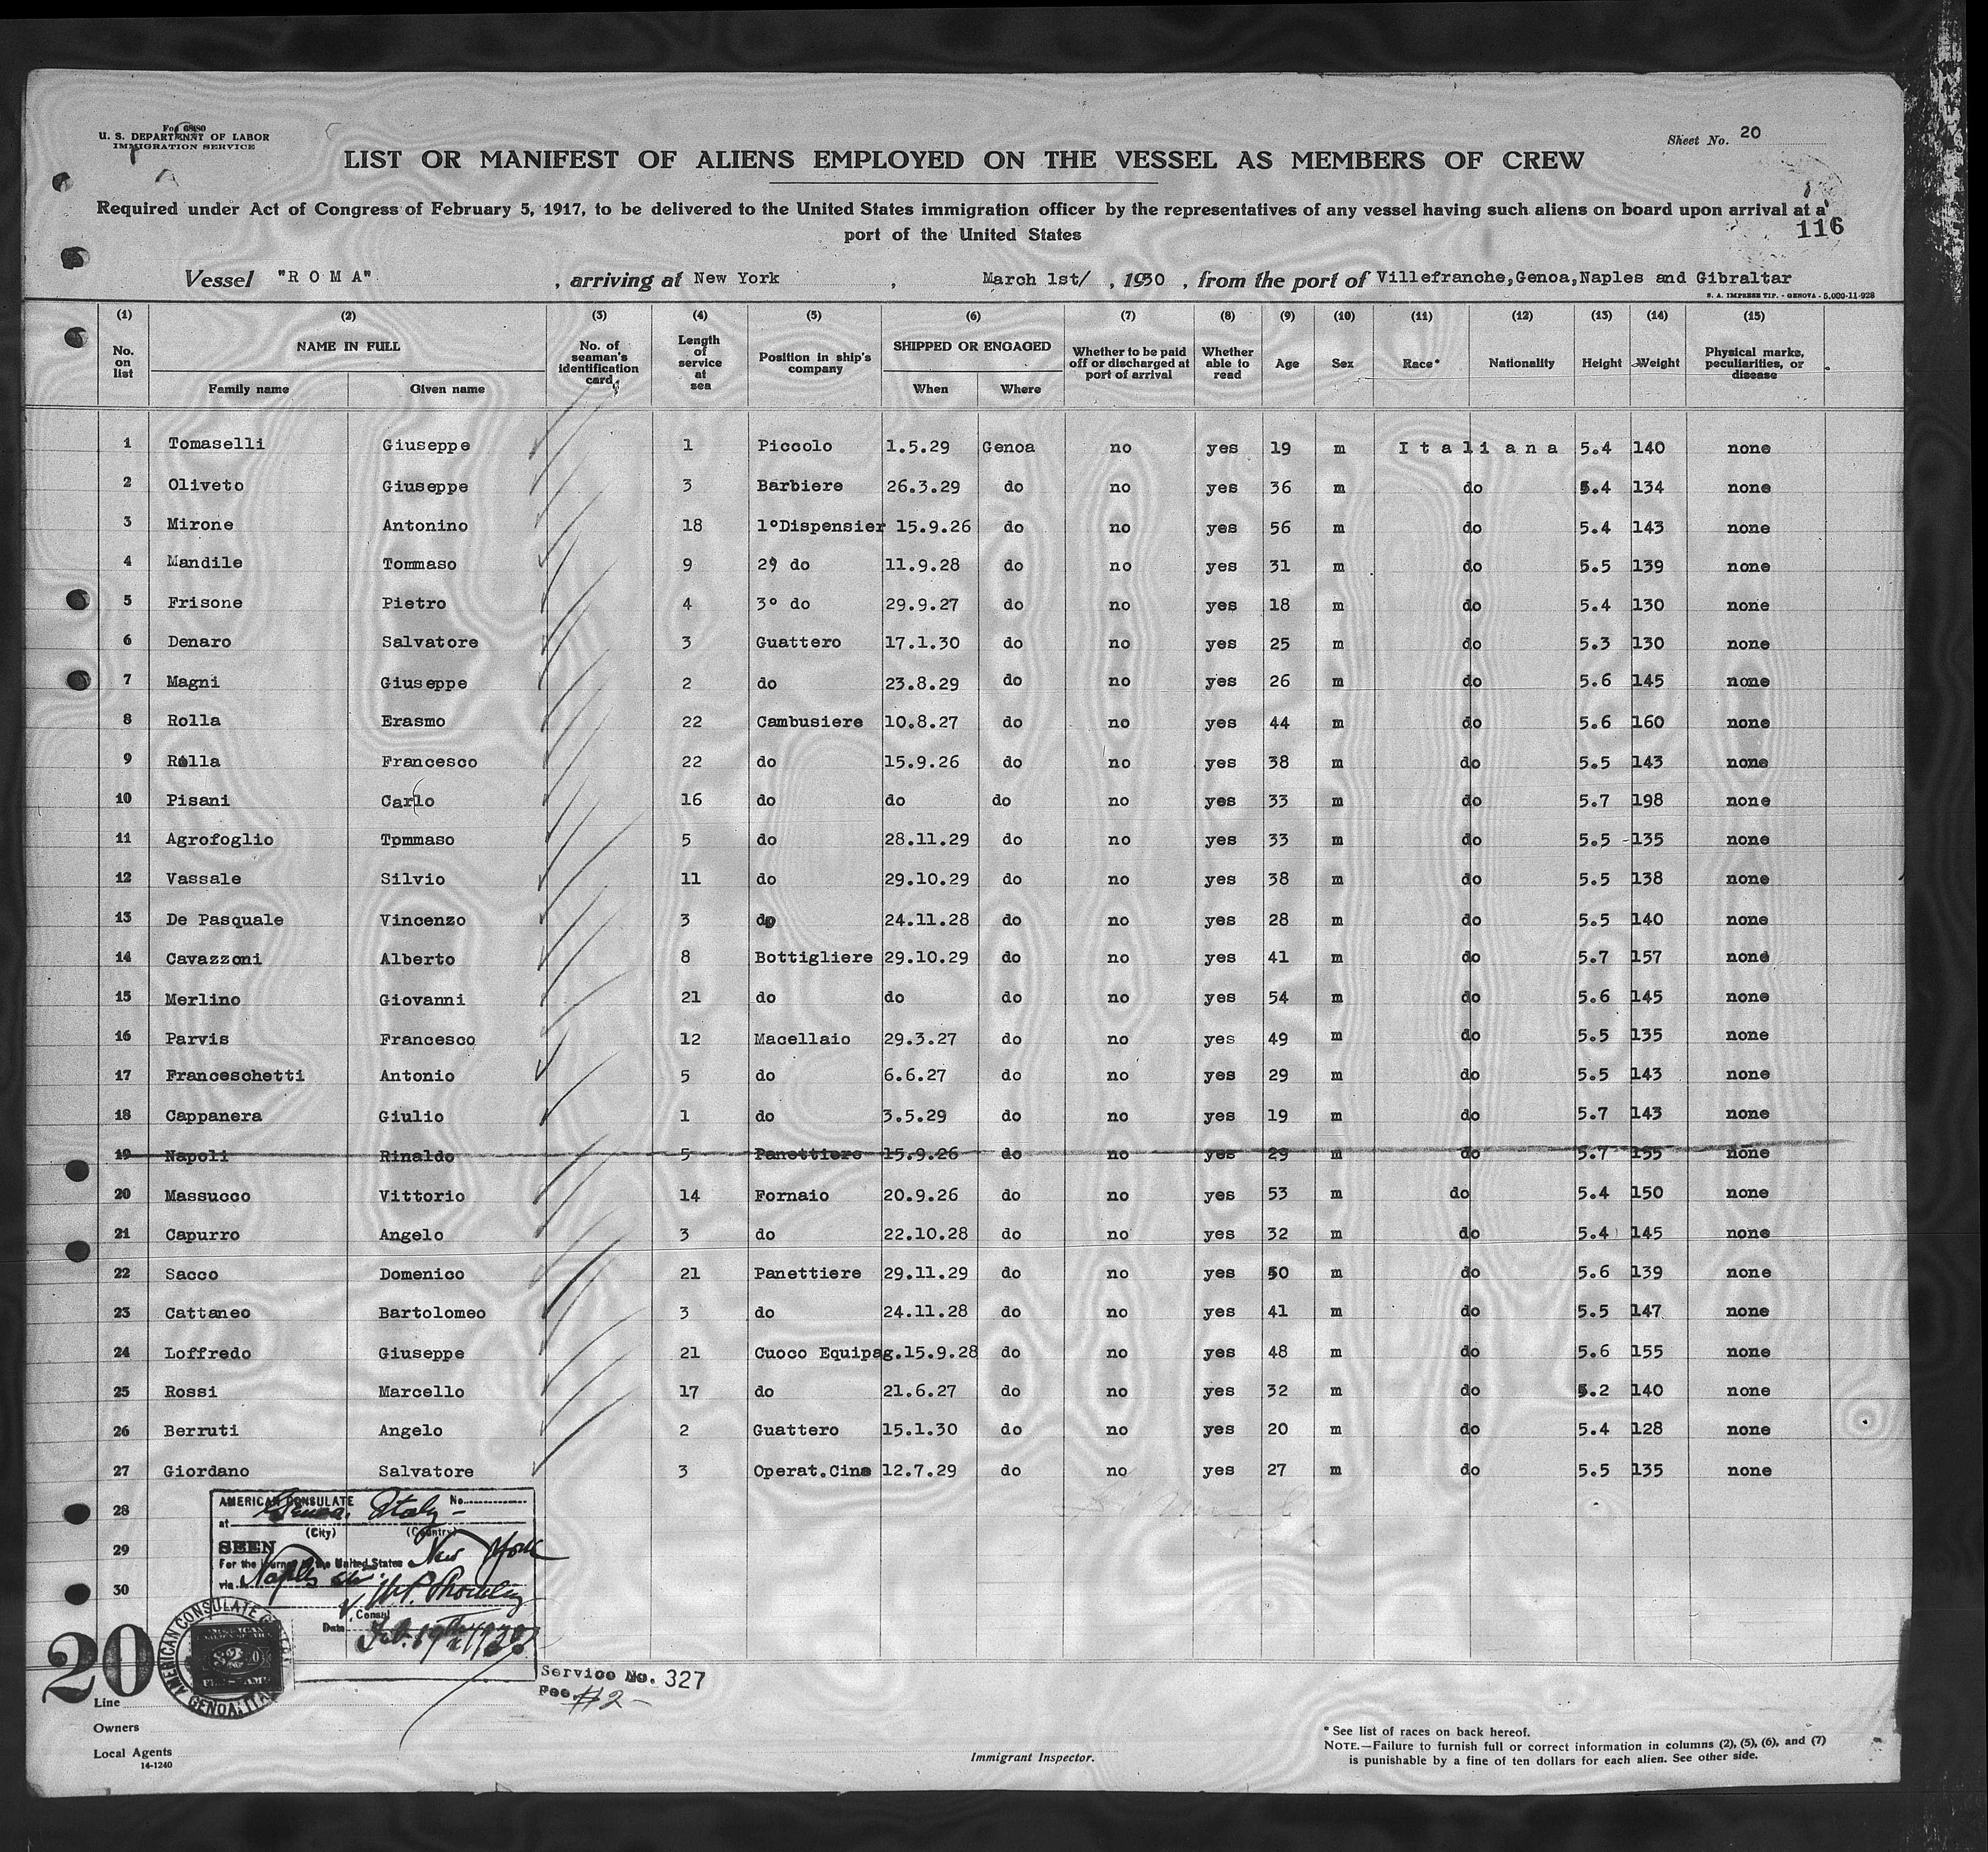 Sheet No. 20
U. S. DEPARTMENT OF LABOR
IMMIGRATION SERVICE
LIST OR MANIFEST OF ALIENS EMPLOYED ON THE VESSEL AS MEMBERS OF CREW
Required under Act of Congress of February 5, 1917, to be delivered to the United States immigration officer by the representatives of any vessel having such aliens on board upon arrival at a
port of the United States
116
Vessel "ROMA" , arriving at New York , March 1st/ , 1930 , from the port of Villefranche,Genoa,Naples and Gibraltar
S. A. IMPRESE TIP. - GENOVA - 5.000-11-928
(1) (2) (3) (4) (5) (6) (7) (8) (9) (10) (11) (12) (13) (14) (15)
No. on list NAME IN FULL Family name Given name No. of seaman's identification card Length of service at sea Position in ship's company SHIPPED OR ENGAGED When Where Whether to be paid off or discharged at port of arrival Whether able to read Age Sex Race* Nationality Height Weight Physical marks, peculiarities, or disease
1 Tomaselli Giuseppe 1 Piccolo 1.5.29 Genoa no yes 19 m Italiana 5.4 140 none
2 Oliveto Giuseppe 3 Barbiere 26.3.29 do no yes 36 m do 5.4 134 none
3 Mirone Antonino 18 1°Dispensier 15.9.26 do no yes 56 m do 5.4 143 none
4 Mandile Tommaso 9 2° do 11.9.28 do no yes 31 m do 5.5 139 none
5 Frisone Pietro 4 3° do 29.9.27 do no yes 18 m do 5.4 130 none
6 Denaro Salvatore 3 Guattero 17.1.30 do no yes 25 m do 5.3 130 none
7 Magni Giuseppe 2 do 23.8.29 do no yes 26 m do 5.6 145 none
8 Rolla Erasmo 22 Cambusiere 10.8.27 do no yes 44 m do 5.6 160 none
9 Rolla Francesco 22 do 15.9.26 do no yes 38 m do 5.5 143 none
10 Pisani Carlo 16 do do do no yes 33 m do 5.7 198 none
11 Agrofoglio Tpmmaso 5 do 28.11.29 do no yes 33 m do 5.5 135 none
12 Vassale Silvio 11 do 29.10.29 do no yes 38 m do 5.5 138 none
13 De Pasquale Vincenzo 3 do 24.11.28 do no yes 28 m do 5.5 140 none
14 Cavazzoni Alberto 8 Bottigliere 29.10.29 do no yes 41 m do 5.7 157 none
15 Merlino Giovanni 21 do do do no yes 54 m do 5.6 145 none
16 Parvis Francesco 12 Macellaio 29.3.27 do no yes 49 m do 5.5 135 none
17 Franceschetti Antonio 5 do 6.6.27 do no yes 29 m do 5.5 143 none
18 Cappanera Giulio 1 do 3.5.29 do no yes 19 m do 5.7 143 none
19 Napoli Rinaldo 5 Panettiere 15.9.26 do no yes 29 m do 5.7 155 none
20 Massucco Vittorio 14 Fornaio 20.9.26 do no yes 53 m do 5.4 150 none
21 Capurro Angelo 3 do 22.10.28 do no yes 32 m do 5.4 145 none
22 Sacco Domenico 21 Panettiere 29.11.29 do no yes 50 m do 5.6 139 none
23 Cattaneo Bartolomeo 3 do 24.11.28 do no yes 41 m do 5.5 147 none
24 Loffredo Giuseppe 21 Cuoco Equipag. 15.9.28 do no yes 48 m do 5.6 155 none
25 Rossi Marcello 17 do 21.6.27 do no yes 32 m do 5.2 140 none
26 Berruti Angelo 2 Guattero 15.1.30 do no yes 20 m do 5.4 128 none
27 Giordano Salvatore 3 Operat.Cine 12.7.29 do no yes 27 m do 5.5 135 none
28
29
30
AMERICAN CONSULATE No.
at Genoa, Italy
(City) (Country)
SEEN
For the journey to the United States New York
via Naples
Consul
Date Feb. 19th 1930
AMERICAN CONSULATE GENERAL
GENOA, ITALY
20
Service No. 327
Fee. #2-
Line
Owners
Local Agents
14-1240
Immigrant Inspector.
* See list of races on back hereof.
NOTE.—Failure to furnish full or correct information in columns (2), (5), (6), and (7)
is punishable by a fine of ten dollars for each alien. See other side.